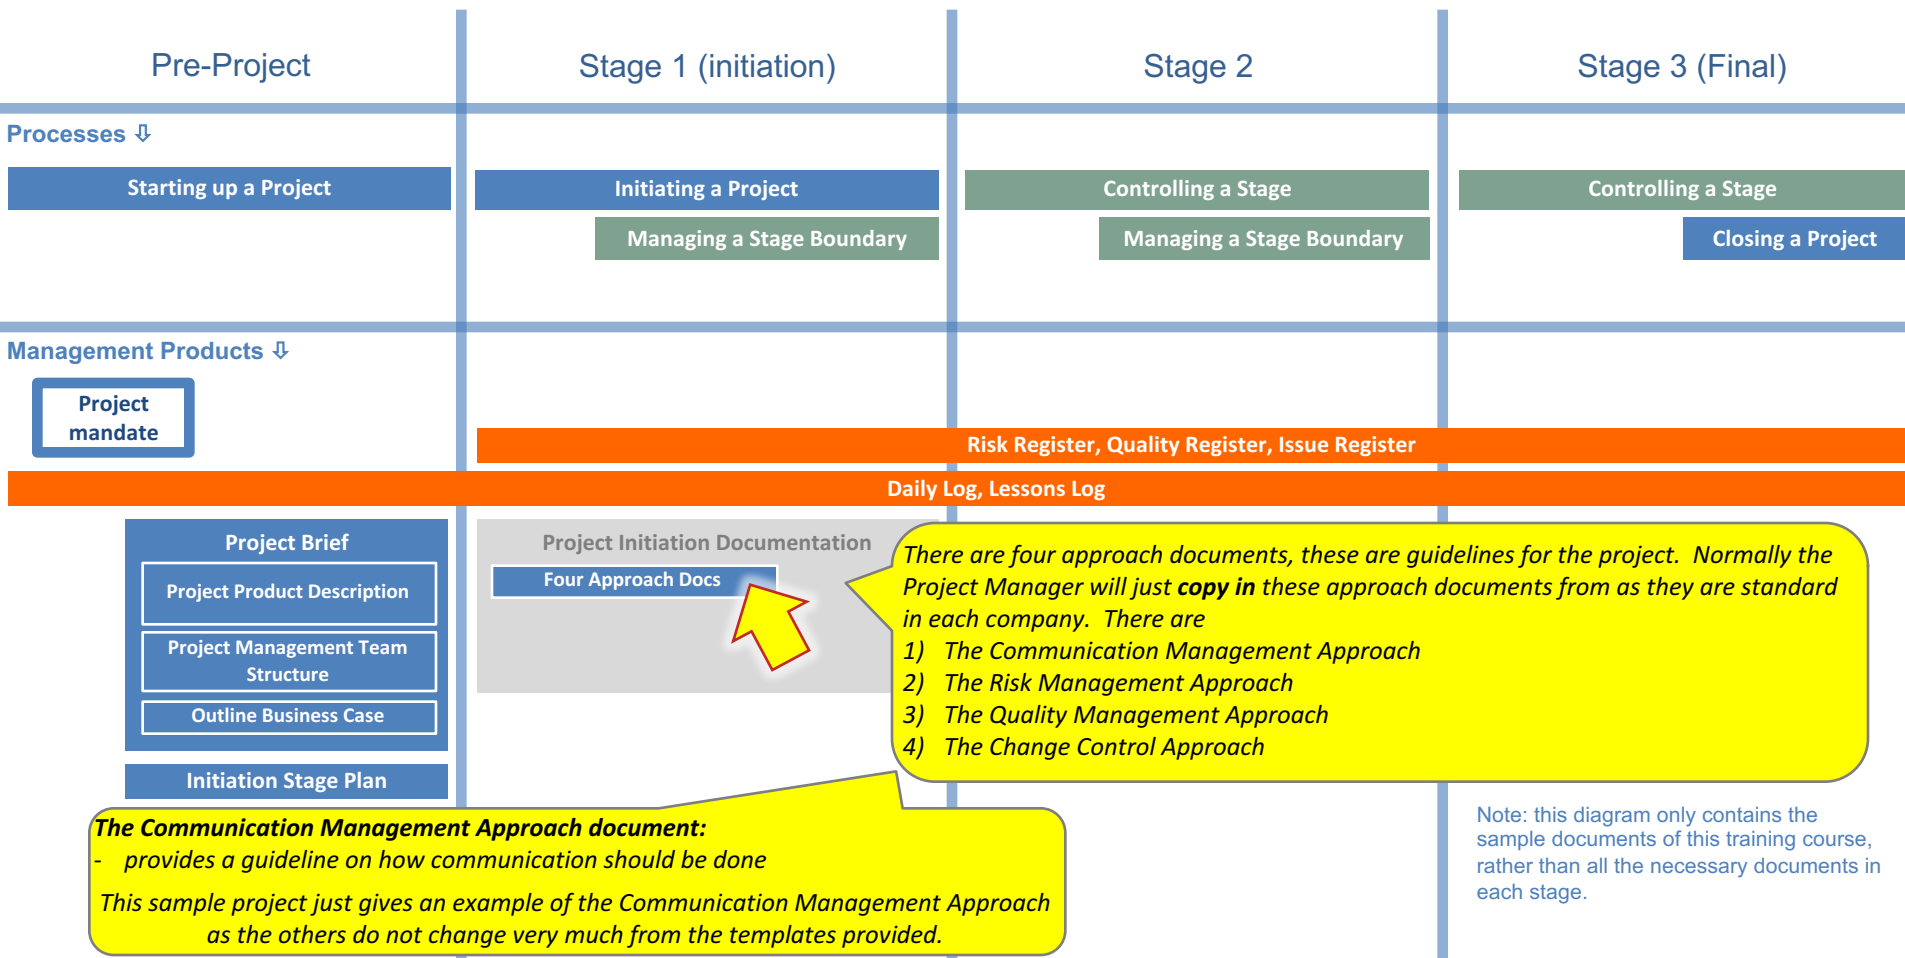 Pre-Project
Stage 1 (initiation)
Stage 2
Stage 3 (Final)
Processes ⇩
Starting up a Project
Initiating a Project
Controlling a Stage
Controlling a Stage
Managing a Stage Boundary
Managing a Stage Boundary
Closing a Project
Management Products ⇩
Project
mandate
Risk Register, Quality Register, Issue Register
Daily Log, Lessons Log
Project Brief
Project Product Description
Project Management Team
Structure
Outline Business Case
Initiation Stage Plan
Project Initiation Documentation
Four Approach Docs
There are four approach documents, these are guidelines for the project. Normally the
Project Manager will just copy in these approach documents from as they are standard
in each company. There are
1) The Communication Management Approach
2) The Risk Management Approach
3) The Quality Management Approach
4) The Change Control Approach
The Communication Management Approach document:
- provides a guideline on how communication should be done
This sample project just gives an example of the Communication Management Approach
as the others do not change very much from the templates provided.
Note: this diagram only contains the
sample documents of this training course,
rather than all the necessary documents in
each stage.